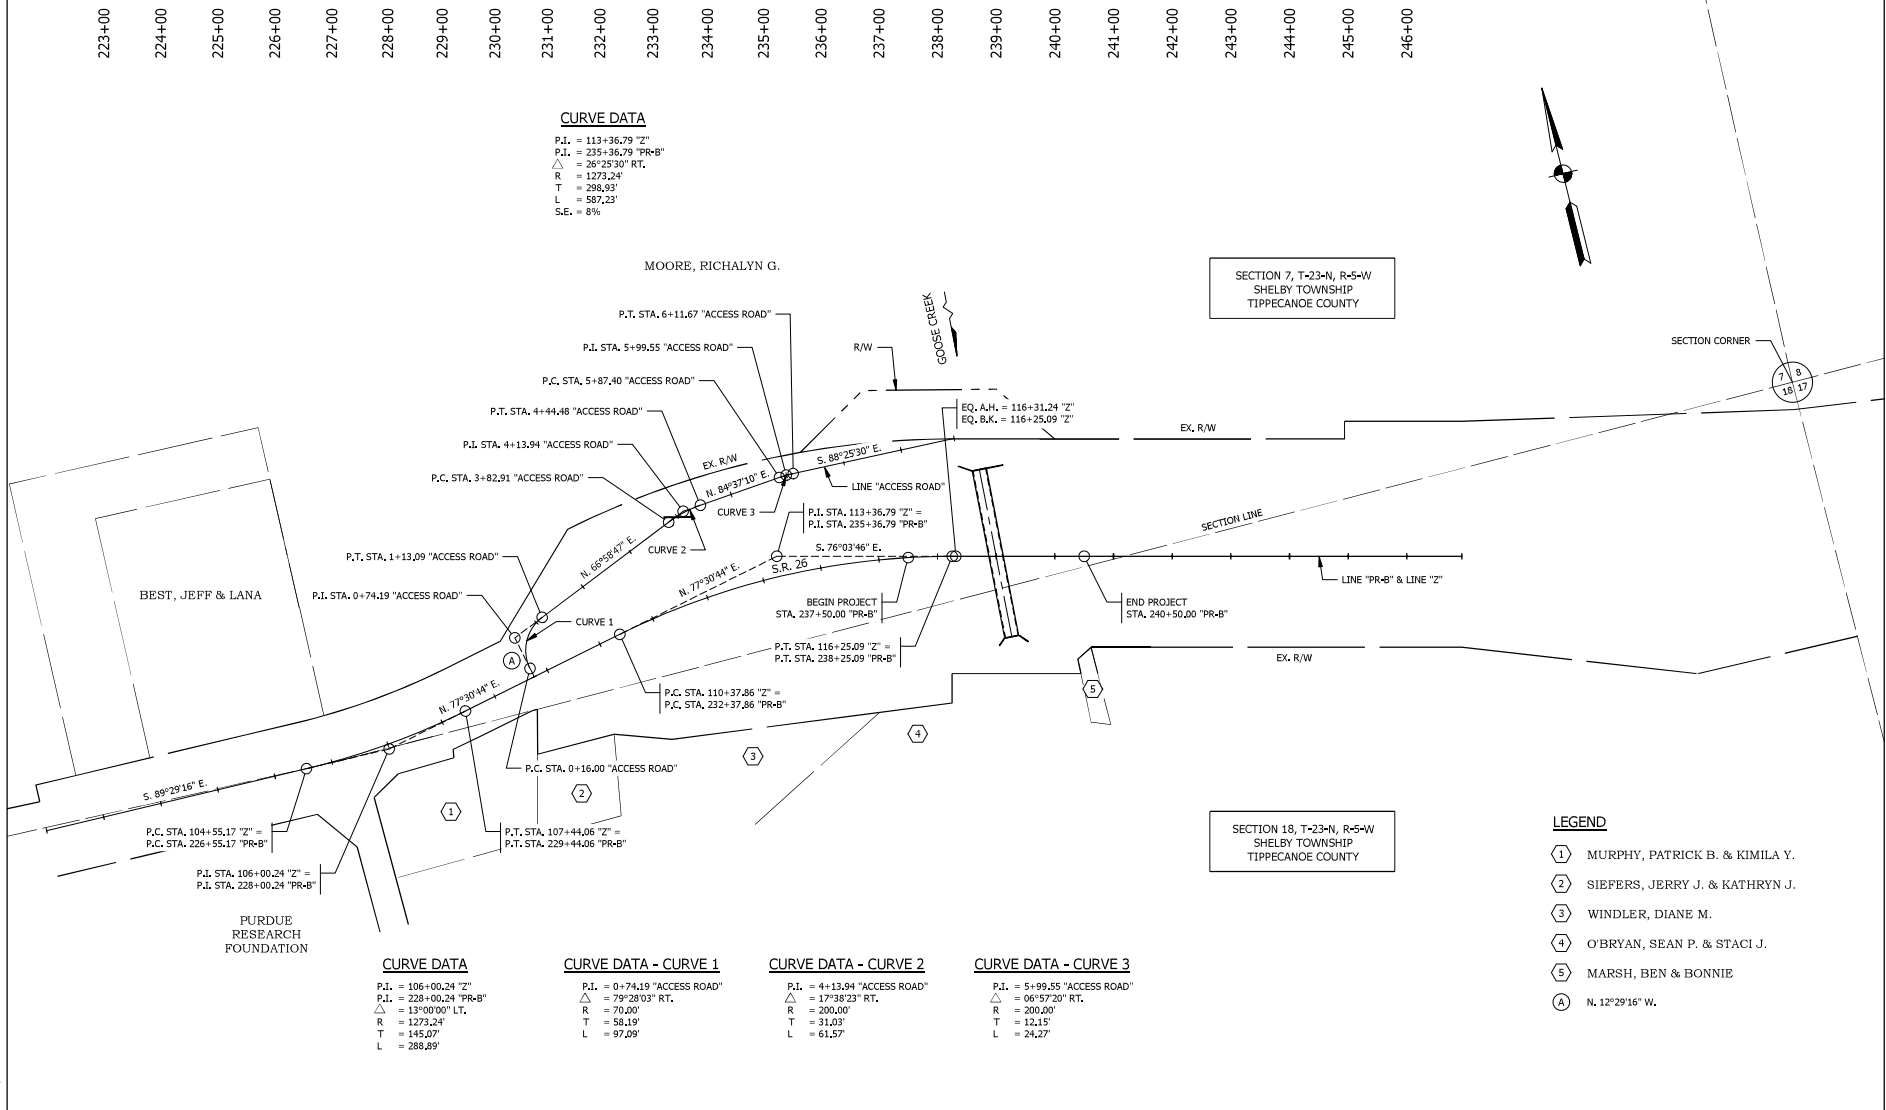 223+00
224+00
225+00
226+00
227+00
228+00
229+00
230+00
231+00
232+00
233+00
234+00
235+00
236+00
237+00
238+00
239+00
240+00
241+00
242+00
243+00
244+00
245+00
246+00
CURVE DATA
P.I. = 113+36.79 "Z"
P.I. = 235+36.79 "PR-B"
△ = 26°25'30" RT.
R = 1273.24'
T = 298.93'
L = 587.23'
S.E. = 8%
MOORE, RICHALYN G.
SECTION 7, T-23-N, R-5-W
SHELBY TOWNSHIP
TIPPECANOE COUNTY
P.T. STA. 6+11.67 "ACCESS ROAD"
P.I. STA. 5+99.55 "ACCESS ROAD"
P.C. STA. 5+87.40 "ACCESS ROAD"
P.T. STA. 4+44.48 "ACCESS ROAD"
P.I. STA. 4+13.94 "ACCESS ROAD"
P.C. STA. 3+82.91 "ACCESS ROAD"
P.T. STA. 1+13.09 "ACCESS ROAD"
P.I. STA. 0+74.19 "ACCESS ROAD"
GOOSE CREEK
R/W
SECTION CORNER
7 8
18 17
EQ. A.H. = 116+31.24 "Z"
EQ. B.K. = 116+25.09 "Z"
EX. R/W
EX. R/W
S. 88°25'30" E.
N. 84°37'10" E.
LINE "ACCESS ROAD"
CURVE 3
P.I. STA. 113+36.79 "Z" =
P.I. STA. 235+36.79 "PR-B"
SECTION LINE
CURVE 2
N. 66°58'47" E.
S. 76°03'46" E.
S.R. 26
N. 77°30'44" E.
LINE "PR-B" & LINE "Z"
BEST, JEFF & LANA
BEGIN PROJECT
STA. 237+50.00 "PR-B"
END PROJECT
STA. 240+50.00 "PR-B"
CURVE 1
A
P.T. STA. 116+25.09 "Z" =
P.T. STA. 238+25.09 "PR-B"
EX. R/W
N. 77°30'44" E.
P.C. STA. 110+37.86 "Z" =
P.C. STA. 232+37.86 "PR-B"
5
4
3
2
1
P.C. STA. 0+16.00 "ACCESS ROAD"
S. 89°29'16" E.
P.C. STA. 104+55.17 "Z" =
P.C. STA. 226+55.17 "PR-B"
P.T. STA. 107+44.06 "Z" =
P.T. STA. 229+44.06 "PR-B"
P.I. STA. 106+00.24 "Z" =
P.I. STA. 228+00.24 "PR-B"
SECTION 18, T-23-N, R-5-W
SHELBY TOWNSHIP
TIPPECANOE COUNTY
PURDUE
RESEARCH
FOUNDATION
LEGEND
1 MURPHY, PATRICK B. & KIMILA Y.
2 SIEFERS, JERRY J. & KATHRYN J.
3 WINDLER, DIANE M.
4 O'BRYAN, SEAN P. & STACI J.
5 MARSH, BEN & BONNIE
A N. 12°29'16" W.
CURVE DATA
P.I. = 106+00.24 "Z"
P.I. = 228+00.24 "PR-B"
△ = 13°00'00" LT.
R = 1273.24'
T = 145.07'
L = 288.89'
CURVE DATA - CURVE 1
P.I. = 0+74.19 "ACCESS ROAD"
△ = 79°28'03" RT.
R = 70.00'
T = 58.19'
L = 97.09'
CURVE DATA - CURVE 2
P.I. = 4+13.94 "ACCESS ROAD"
△ = 17°38'23" RT.
R = 200.00'
T = 31.03'
L = 61.57'
CURVE DATA - CURVE 3
P.I. = 5+99.55 "ACCESS ROAD"
△ = 06°57'20" RT.
R = 200.00'
T = 12.15'
L = 24.27'